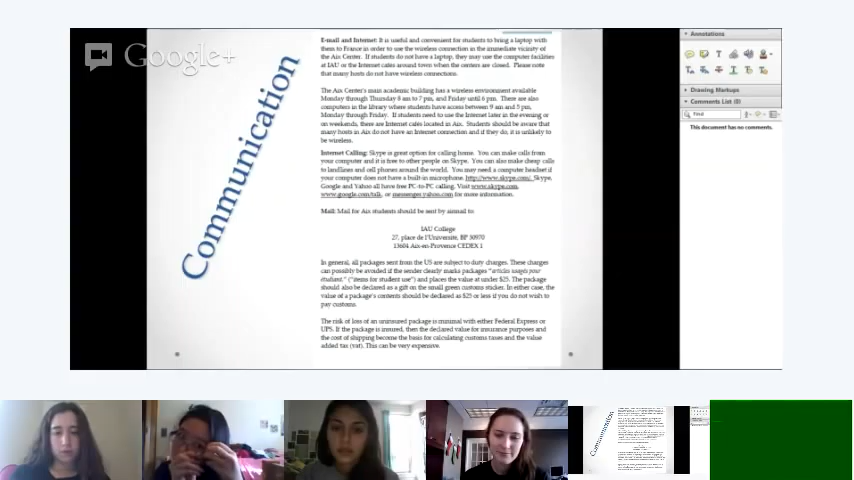 Google+
Communication
E-mail and Internet: It is useful and convenient for students to bring a laptop with
them to France in order to use the wireless connection in the immediate vicinity of
the Aix Center. If students do not have a laptop, they may use the computer facilities
at IAU or the Internet cafés around town when the centers are closed. Please note
that many hosts do not have wireless connections.
The Aix Center's main academic building has a wireless environment available
Monday through Thursday 8 am to 7 pm, and Friday until 6 pm. There are also
computers in the library where students have access between 9 am and 5 pm,
Monday through Friday. If students need to use the Internet later in the evening or
on weekends, there are Internet cafés located in Aix. Students should be aware that
many hosts in Aix do not have an Internet connection and if they do, it is unlikely to
be wireless.
Internet Calling: Skype is great option for calling home. You can make calls from
your computer and it is free to other people on Skype. You can also make cheap calls
to landlines and cell phones around the world. You may need a computer headset if
your computer does not have a built-in microphone. http://www.skype.com/ Skype,
Google and Yahoo all have free PC-to-PC calling. Visit www.skype.com,
www.google.com/talk, or messenger.yahoo.com for more information.
Mail: Mail for Aix students should be sent by airmail to:
IAU College
27, place de l'Université, BP 30970
13604 Aix-en-Provence CEDEX 1
In general, all packages sent from the US are subject to duty charges. These charges
can possibly be avoided if the sender clearly marks packages "articles usagés pour
étudiant," ("items for student use") and places the value at under $25. The package
should also be declared as a gift on the small green customs sticker. In either case, the
value of a package's contents should be declared as $25 or less if you do not wish to
pay customs.
The risk of loss of an uninsured package is minimal with either Federal Express or
UPS. If the package is insured, then the declared value for insurance purposes and
the cost of shipping become the basis for calculating customs taxes and the value
added tax (vat). This can be very expensive.
Annotations
Drawing Markups
Comments List (0)
Find
This document has no comments.
Communication